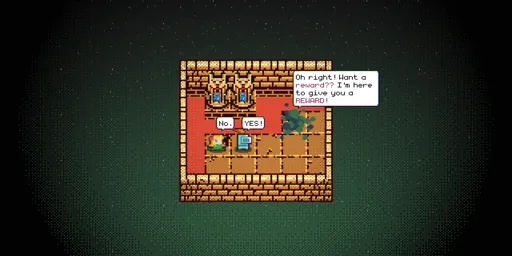 Oh right! Want a
reward?? I'm here
to give you a
REWARD!
No.
YES!